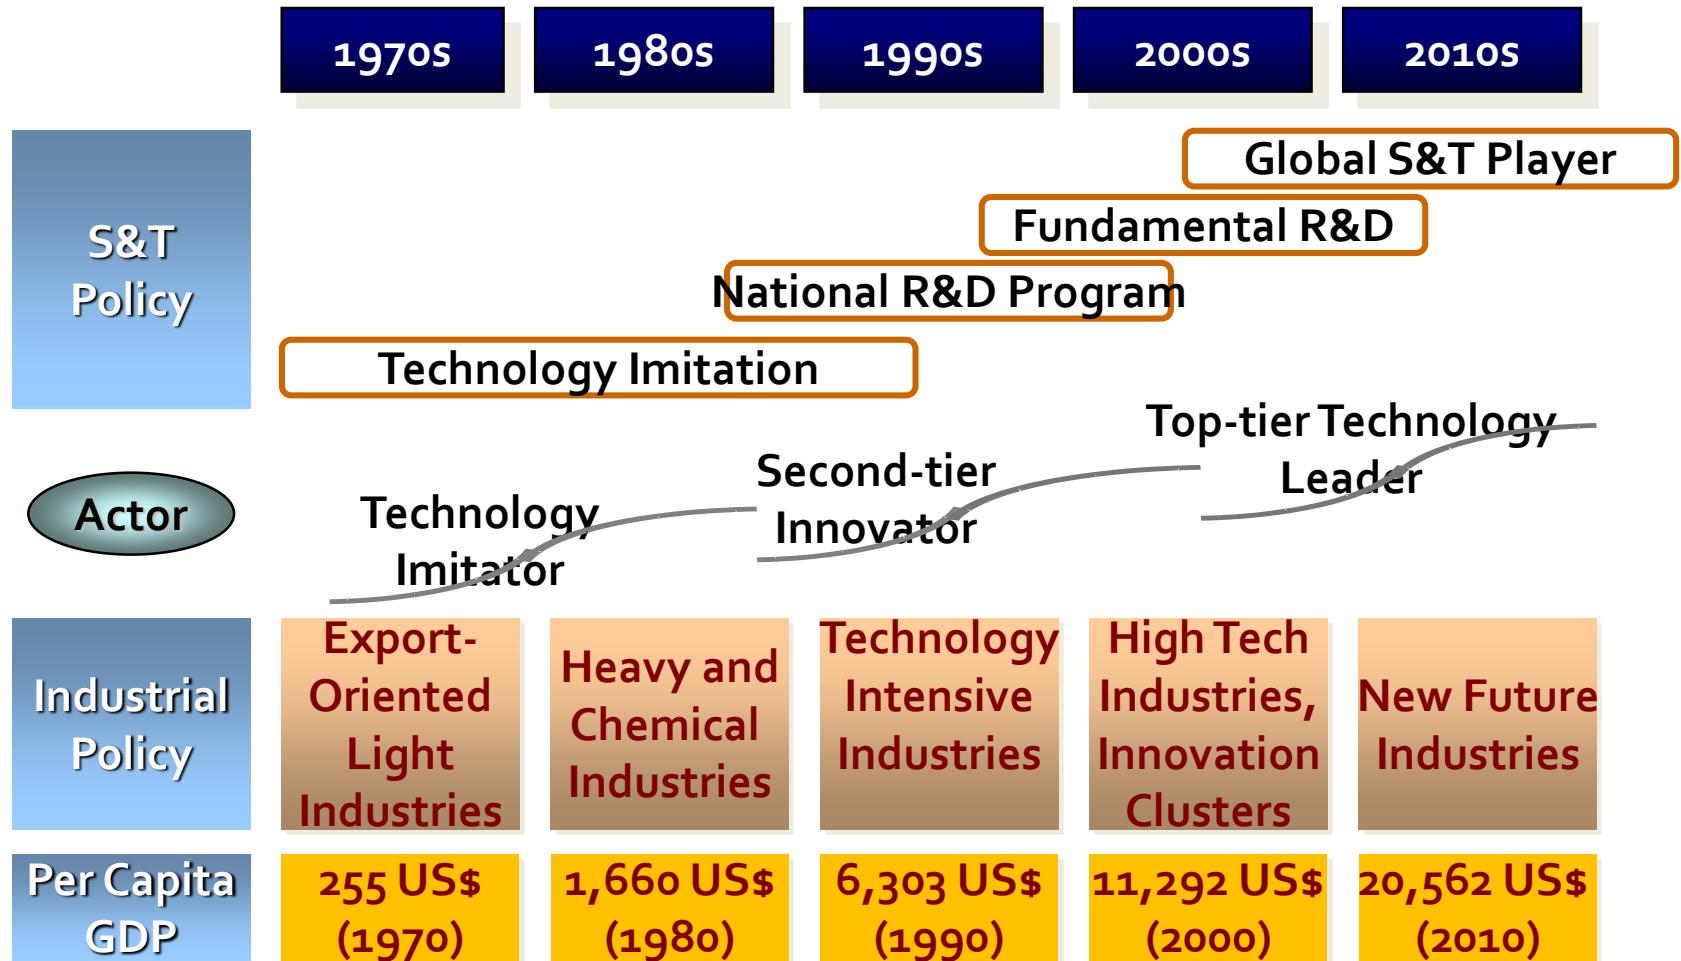 1970s
1980s
1990s
2000s
2010s
S&T
Policy
Global S&T Player
Fundamental R&D
National R&D Program
Technology Imitation
Actor
Technology
Imitator
Second-tier
Innovator
Top-tier Technology
Leader
Industrial
Policy
Export-
Oriented
Light
Industries
Heavy and
Chemical
Industries
Technology
Intensive
Industries
High Tech
Industries,
Innovation
Clusters
New Future
Industries
Per Capita
GDP
255 US$
(1970)
1,660 US$
(1980)
6,303 US$
(1990)
11,292 US$
(2000)
20,562 US$
(2010)